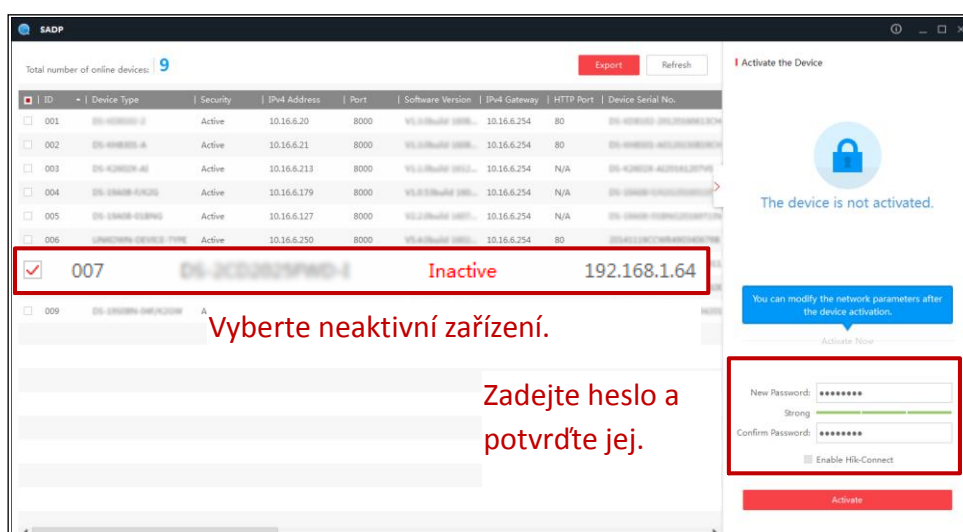 SADP
Total number of online devices: 9
Export
Refresh
ID Device Type Security IPv4 Address Port Software Version IPv4 Gateway HTTP Port Device Serial No.
001 Active 10.16.6.20 8000 10.16.6.254 80
002 Active 10.16.6.21 8000 10.16.6.254 80
003 Active 10.16.6.213 8000 10.16.6.254 N/A
004 Active 10.16.6.179 8000 10.16.6.254 80
005 Active 10.16.6.127 8000 10.16.6.254 N/A
006 Active 10.16.6.250 8000 10.16.6.254 80
007 Inactive 192.168.1.64
009 A
Vyberte neaktivní zařízení.
Zadejte heslo a
potvrďte jej.
Activate the Device
The device is not activated.
You can modify the network parameters after
the device activation.
Activate Now
New Password:
Strong
Confirm Password:
Enable Hik-Connect
Activate